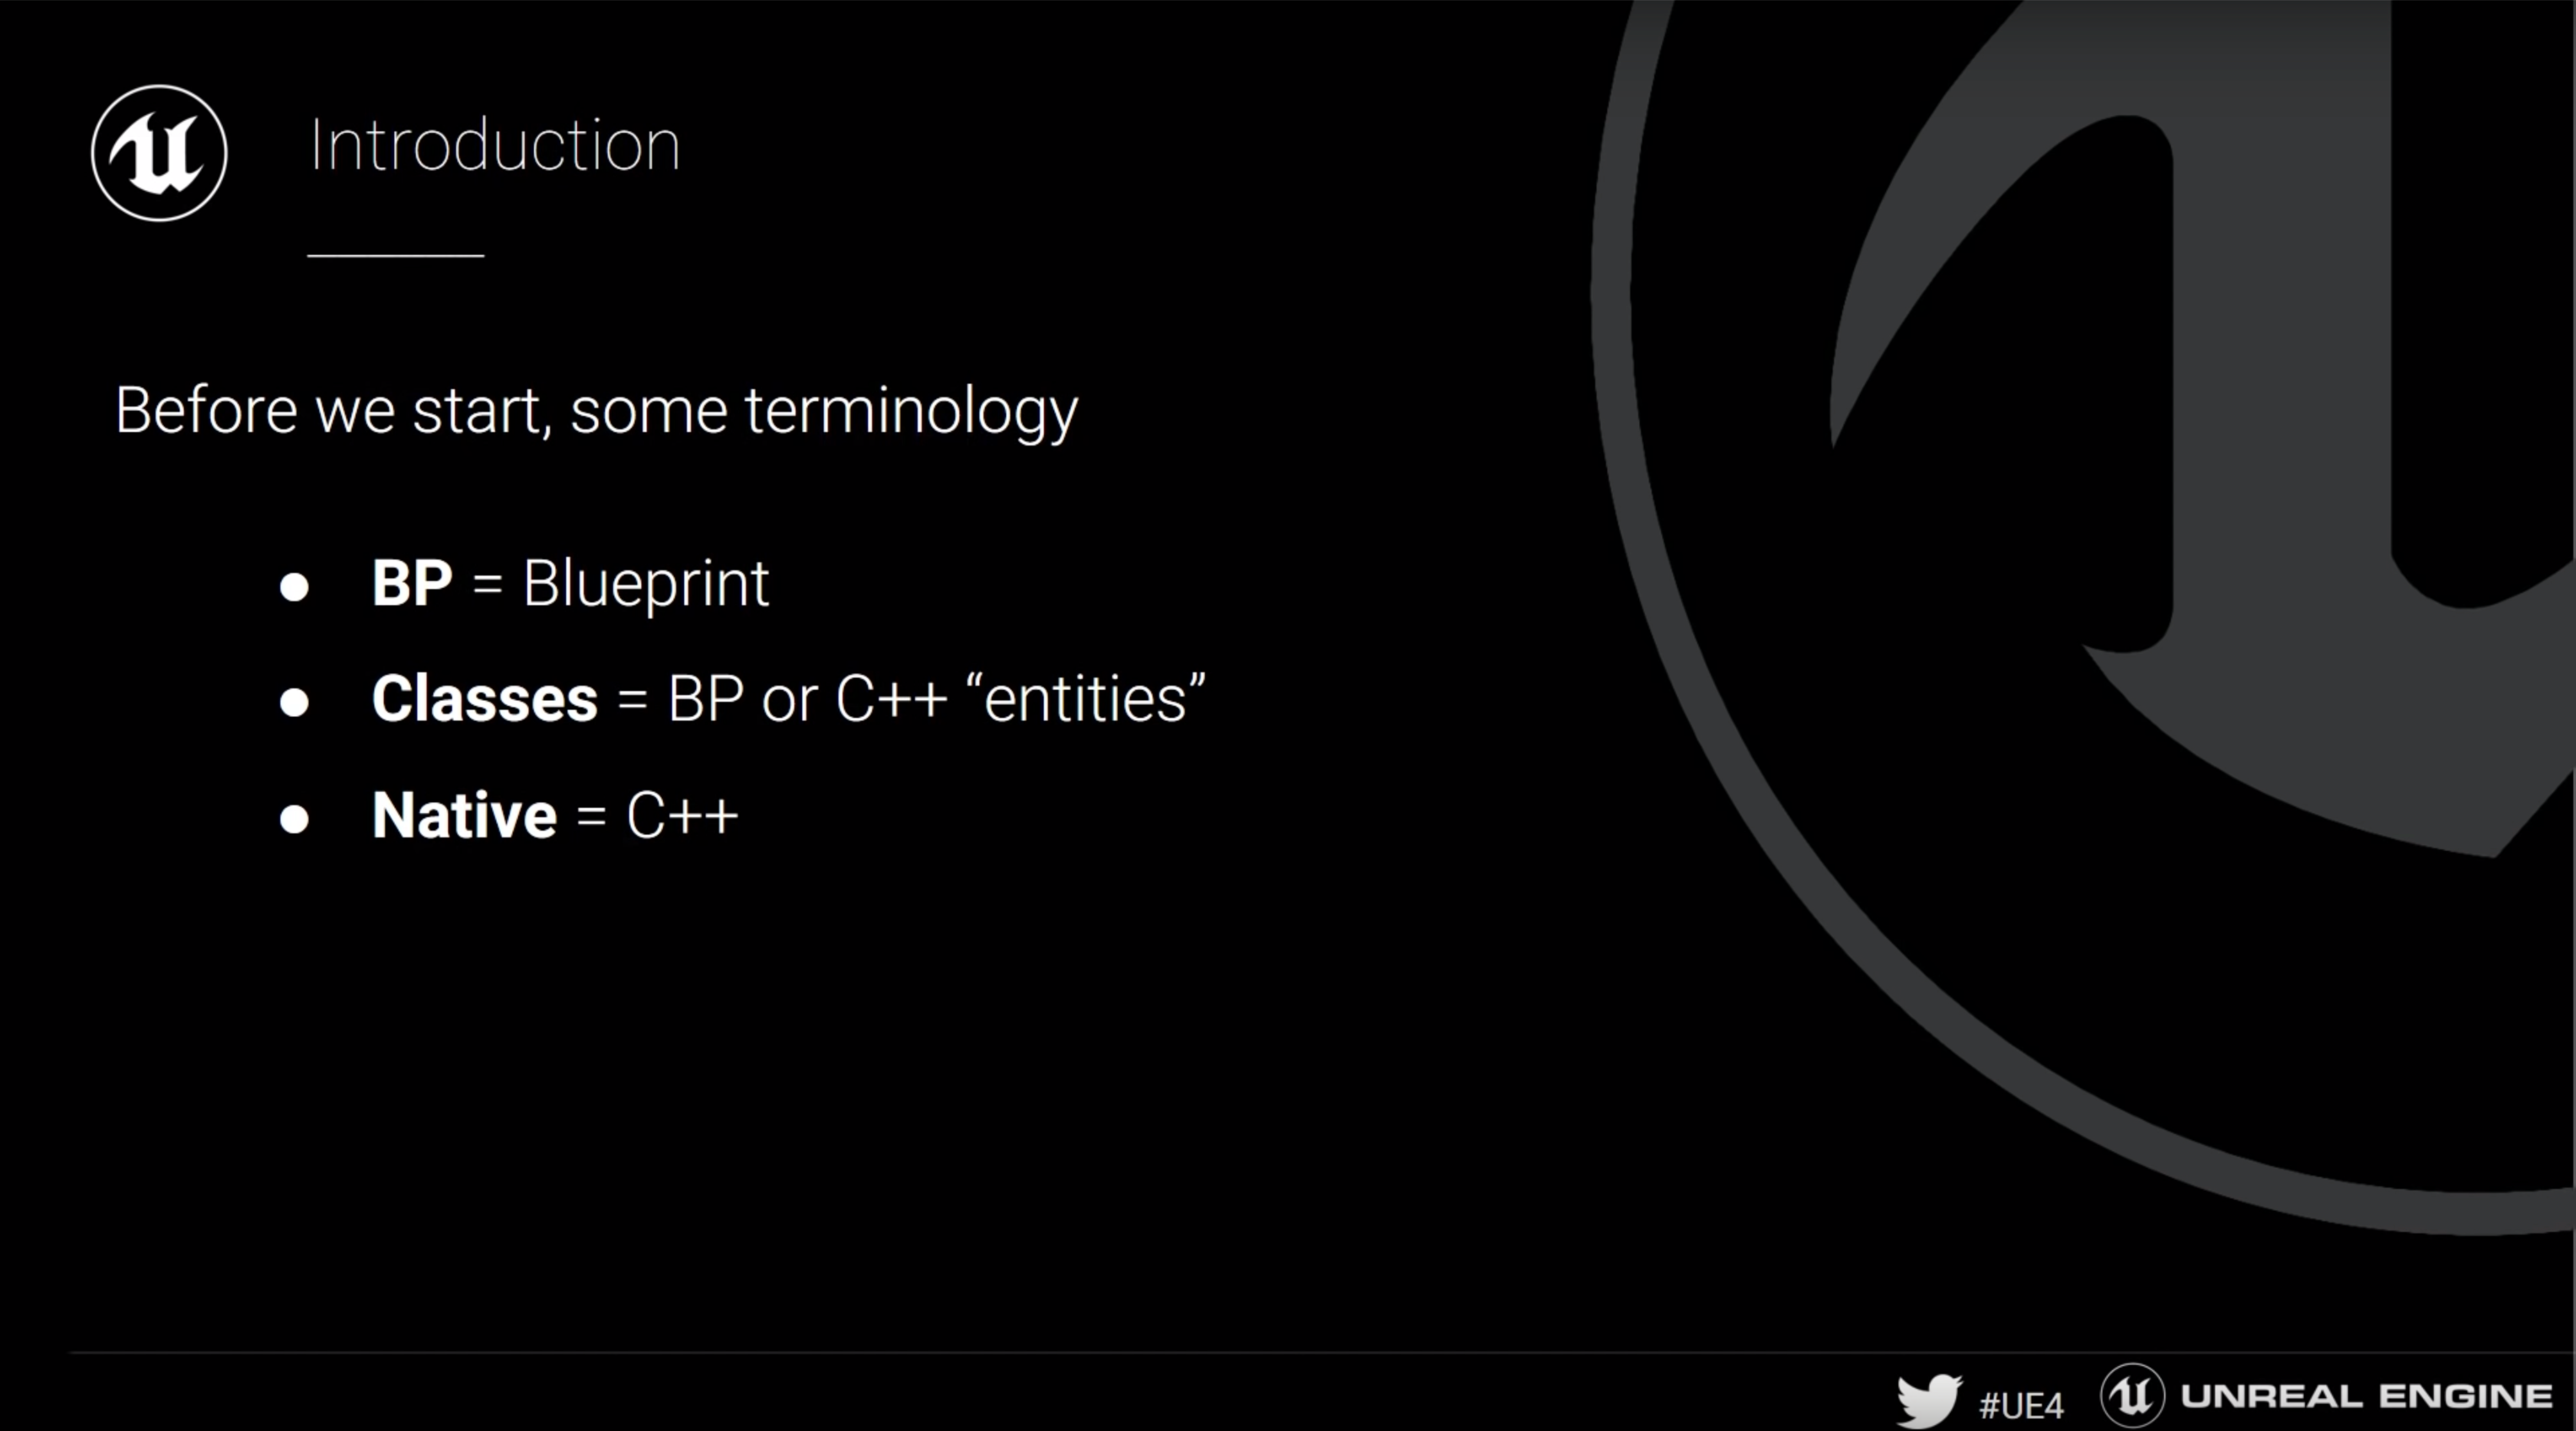 Introduction
Before we start, some terminology
● BP = Blueprint
● Classes = BP or C++ “entities”
● Native = C++
#UE4
UNREAL ENGINE